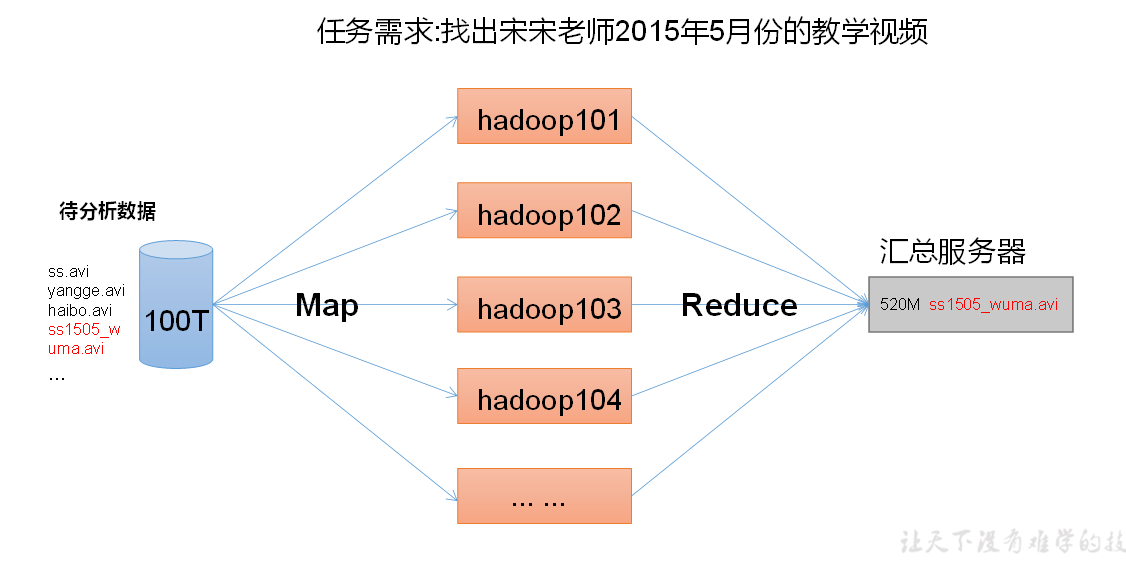 任务需求:找出宋宋老师2015年5月份的教学视频
hadoop101
hadoop102
hadoop103
hadoop104
... ...
待分析数据
ss.avi
yangge.avi
haibo.avi
ss1505_w
uma.avi
...
100T
Map
Reduce
汇总服务器
520M ss1505_wuma.avi
让天下没有难学的技